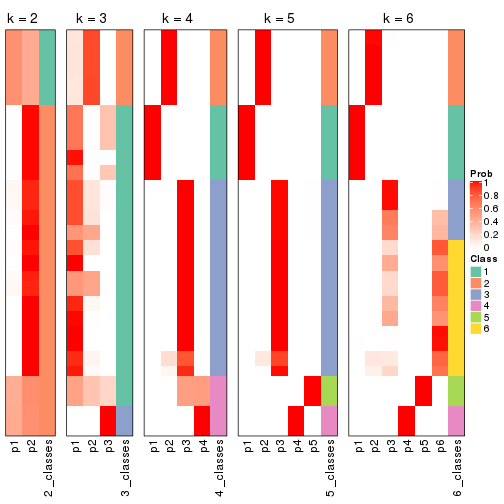 k = 2
k = 3
k = 4
k = 5
k = 6
Prob
1
0.8
0.6
0.4
0.2
0
Class
1
2
3
4
5
6
p1
p2
2_classes
p1
p2
p3
3_classes
p1
p2
p3
p4
4_classes
p1
p2
p3
p4
p5
5_classes
p1
p2
p3
p4
p5
p6
6_classes